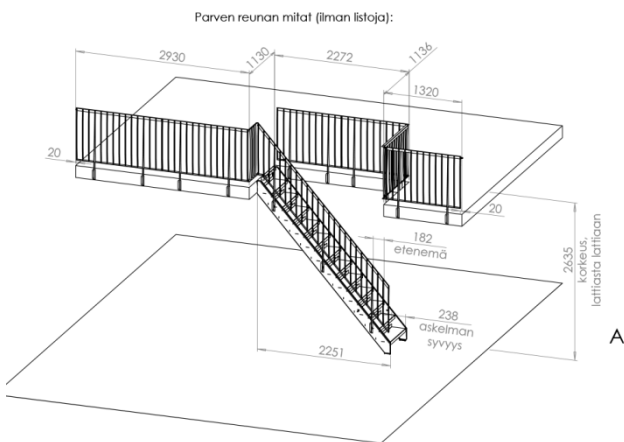 Parven reunan mitat (ilman listoja):
2930
1130
2272
1136
1320
20
20
182
etenemä
2635
korkeus,
lattiasta lattiaan
238
askelman
syvyys
2251
A